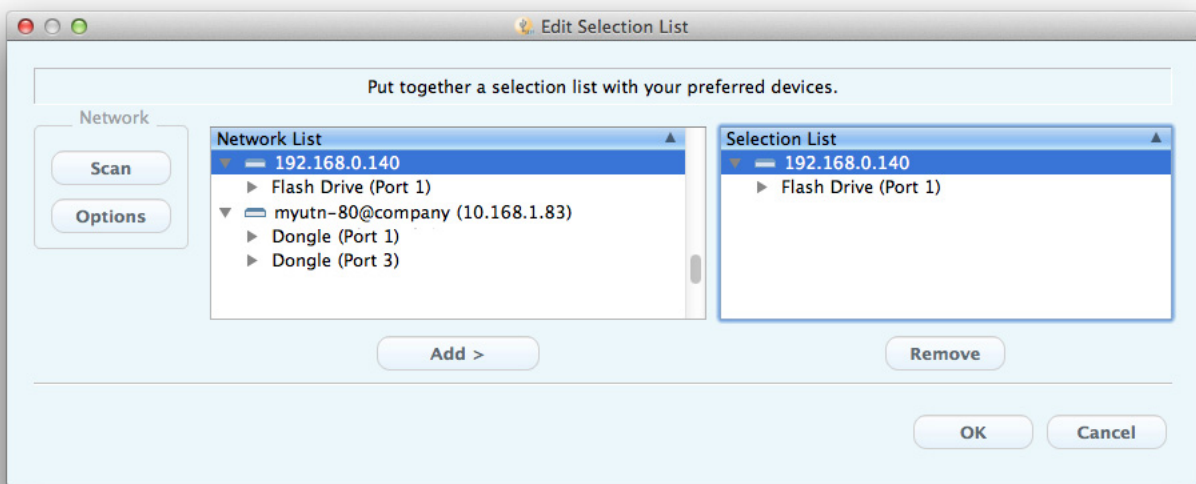 Edit Selection List
Put together a selection list with your preferred devices.
Network
Scan
Options
Network List
192.168.0.140
Flash Drive (Port 1)
myutn-80@company (10.168.1.83)
Dongle (Port 1)
Dongle (Port 3)
Add >
Selection List
192.168.0.140
Flash Drive (Port 1)
Remove
OK
Cancel